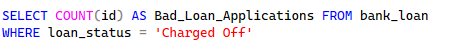 SELECT COUNT(id) AS Bad_Loan_Applications FROM bank_loan
WHERE loan_status = 'Charged Off'